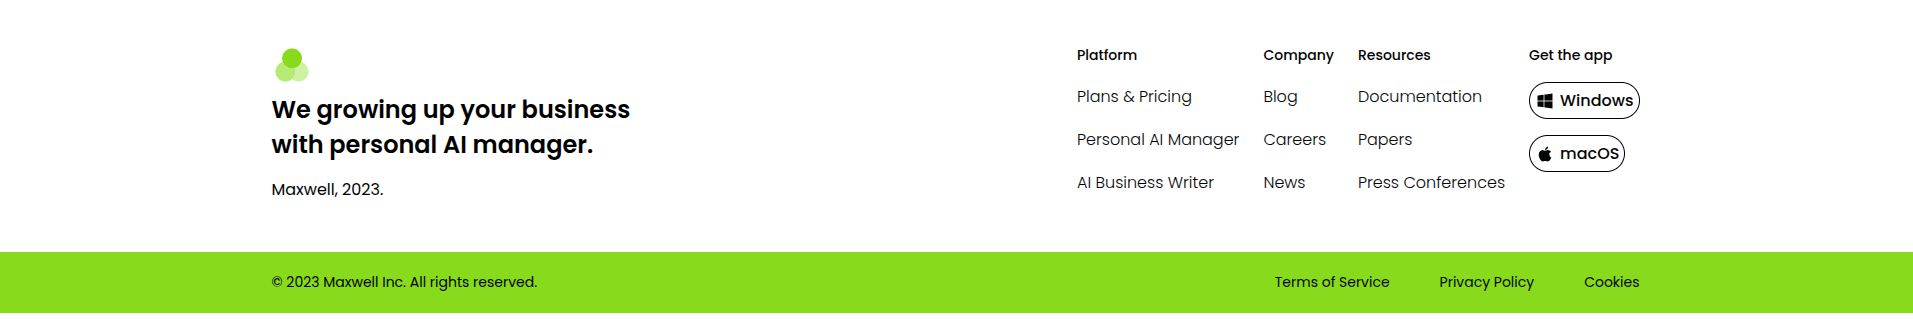 We growing up your business
with personal AI manager.
Maxwell, 2023.
Platform
Plans & Pricing
Personal AI Manager
AI Business Writer
Company
Blog
Careers
News
Resources
Documentation
Papers
Press Conferences
Get the app
Windows
macOS
© 2023 Maxwell Inc. All rights reserved.
Terms of Service
Privacy Policy
Cookies